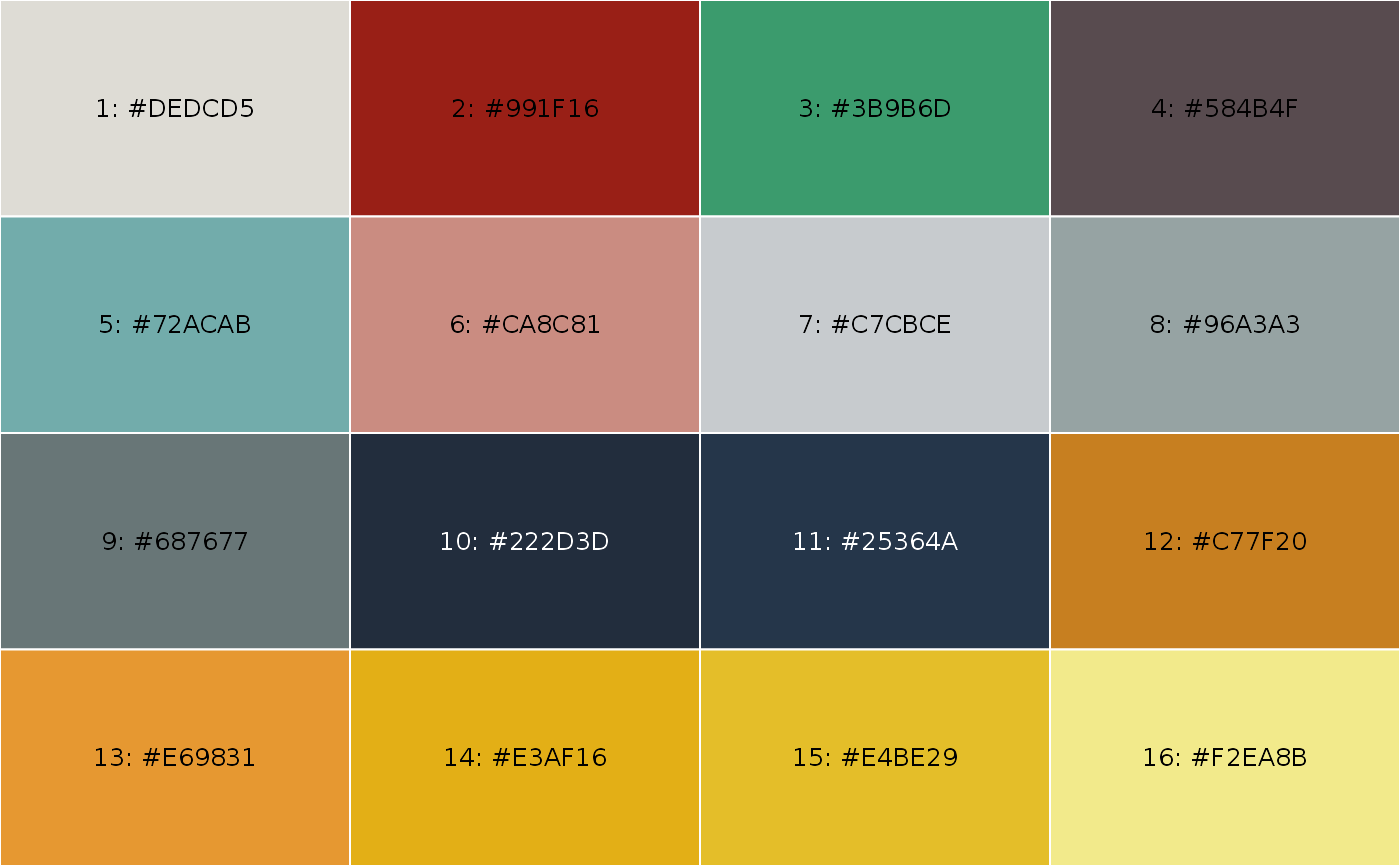 1: #DEDCD5
2: #991F16
3: #3B9B6D
4: #584B4F
5: #72ACAB
6: #CA8C81
7: #C7CBCE
8: #96A3A3
9: #687677
10: #222D3D
11: #25364A
12: #C77F20
13: #E69831
14: #E3AF16
15: #E4BE29
16: #F2EA8B